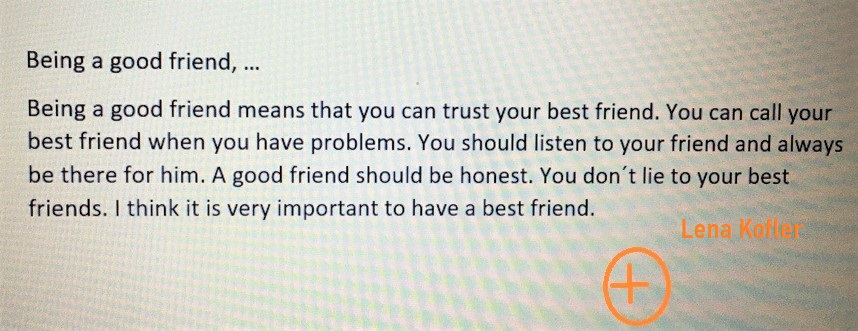 Being a good friend, ...
Being a good friend means that you can trust your best friend. You can call your
best friend when you have problems. You should listen to your friend and always
be there for him. A good friend should be honest. You don´t lie to your best
friends. I think it is very important to have a best friend.
Lena Kofler
+